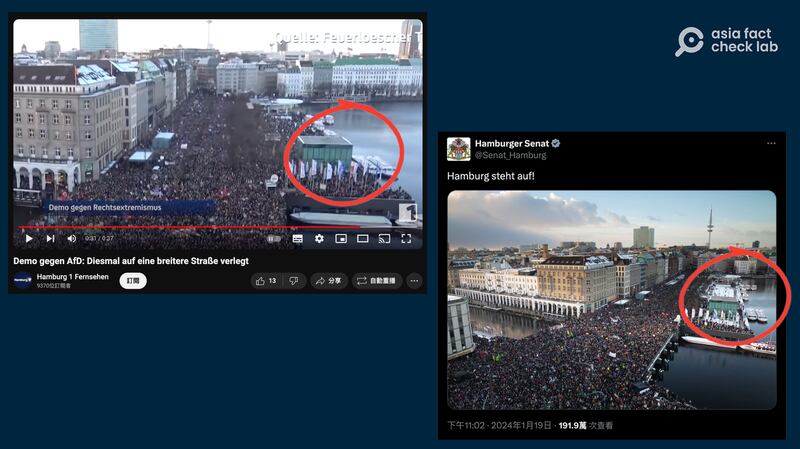 Quelle: Feuerloescher T
Demo gegen Rechtsextremismus
1
0:31 / 0:37
Demo gegen AfD: Diesmal auf eine breitere Straße verlegt
Hamburg 1 Fernsehen
9370位訂閱者
訂閱
13
分享
自動重播
asia fact
check lab
Hamburger Senat
@Senat_Hamburg
Hamburg steht auf!
下午11:02 · 2024年1月19日 · 191.9萬 次查看